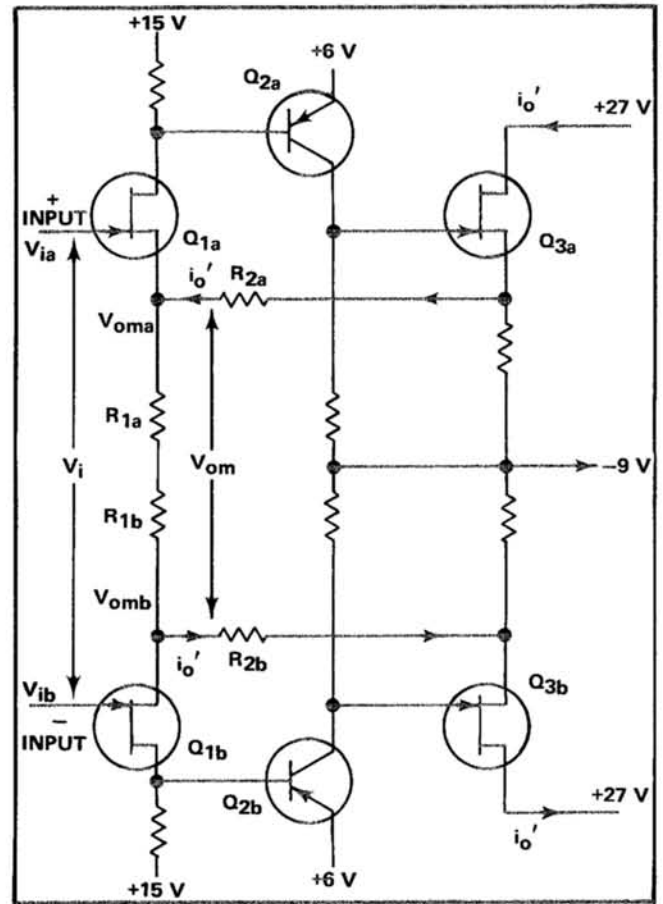 +15 V
+6 V
Q2a
io'
+27 V
+
INPUT
Via
Q1a
Q3a
io'
R2a
Voma
R1a
Vi
Vom
−9 V
R1b
Vomb
io'
R2b
Vib
−
INPUT
Q3b
Q1b
Q2b
+27 V
io'
+15 V
+6 V